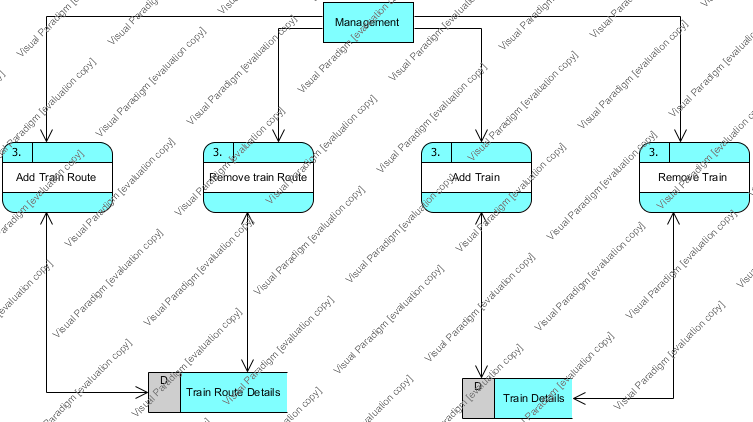 Management
3.
Add Train Route
3.
Remove train Route
3.
Add Train
3.
Remove Train
D
Train Route Details
D
Train Details
Visual Paradigm [evaluation copy]